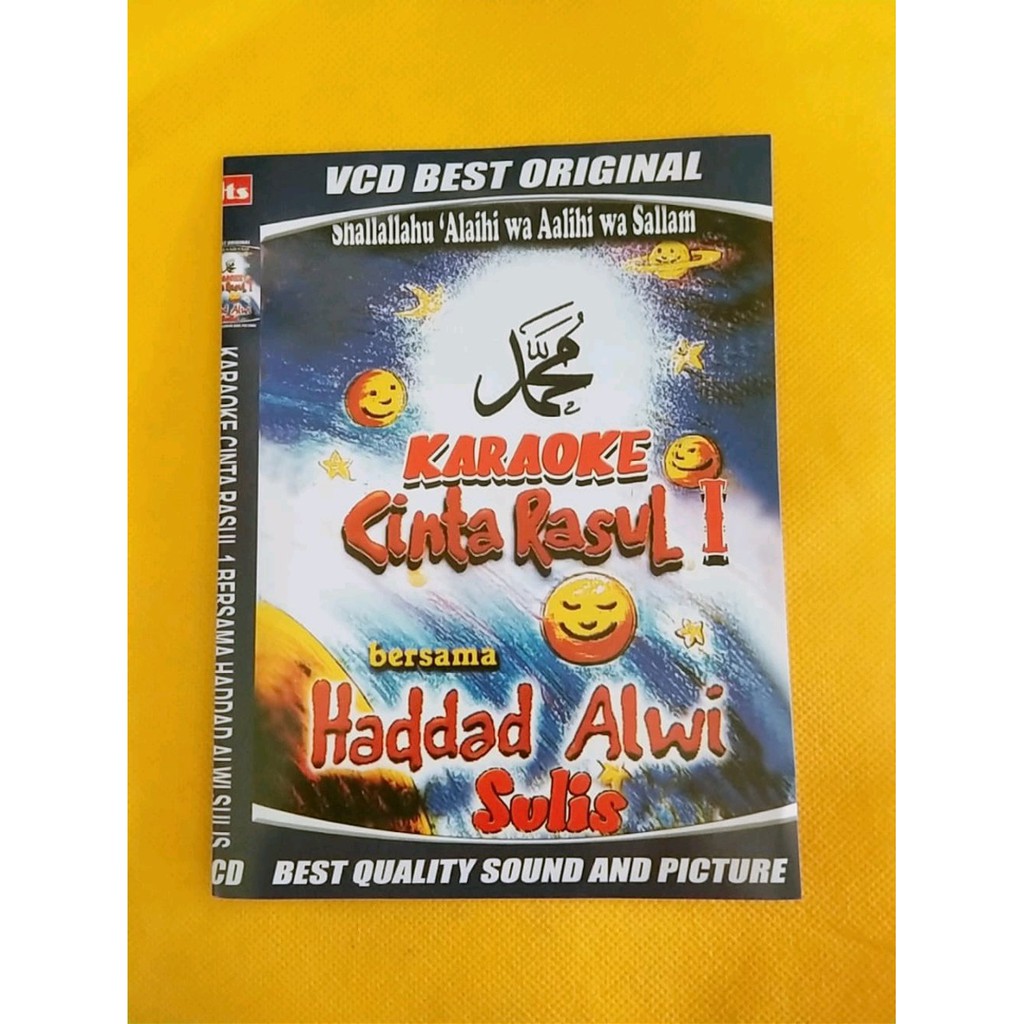 VCD BEST ORIGINAL
Shallallahu 'Alaihi wa Aalihi wa Sallam
محمد
KARAOKE
Cinta Rasul I
bersama
Haddad Alwi
Sulis
BEST QUALITY SOUND AND PICTURE
KARAOKE CINTA RASUL 1 BERSAMA HADDAD ALWI SULIS
CD